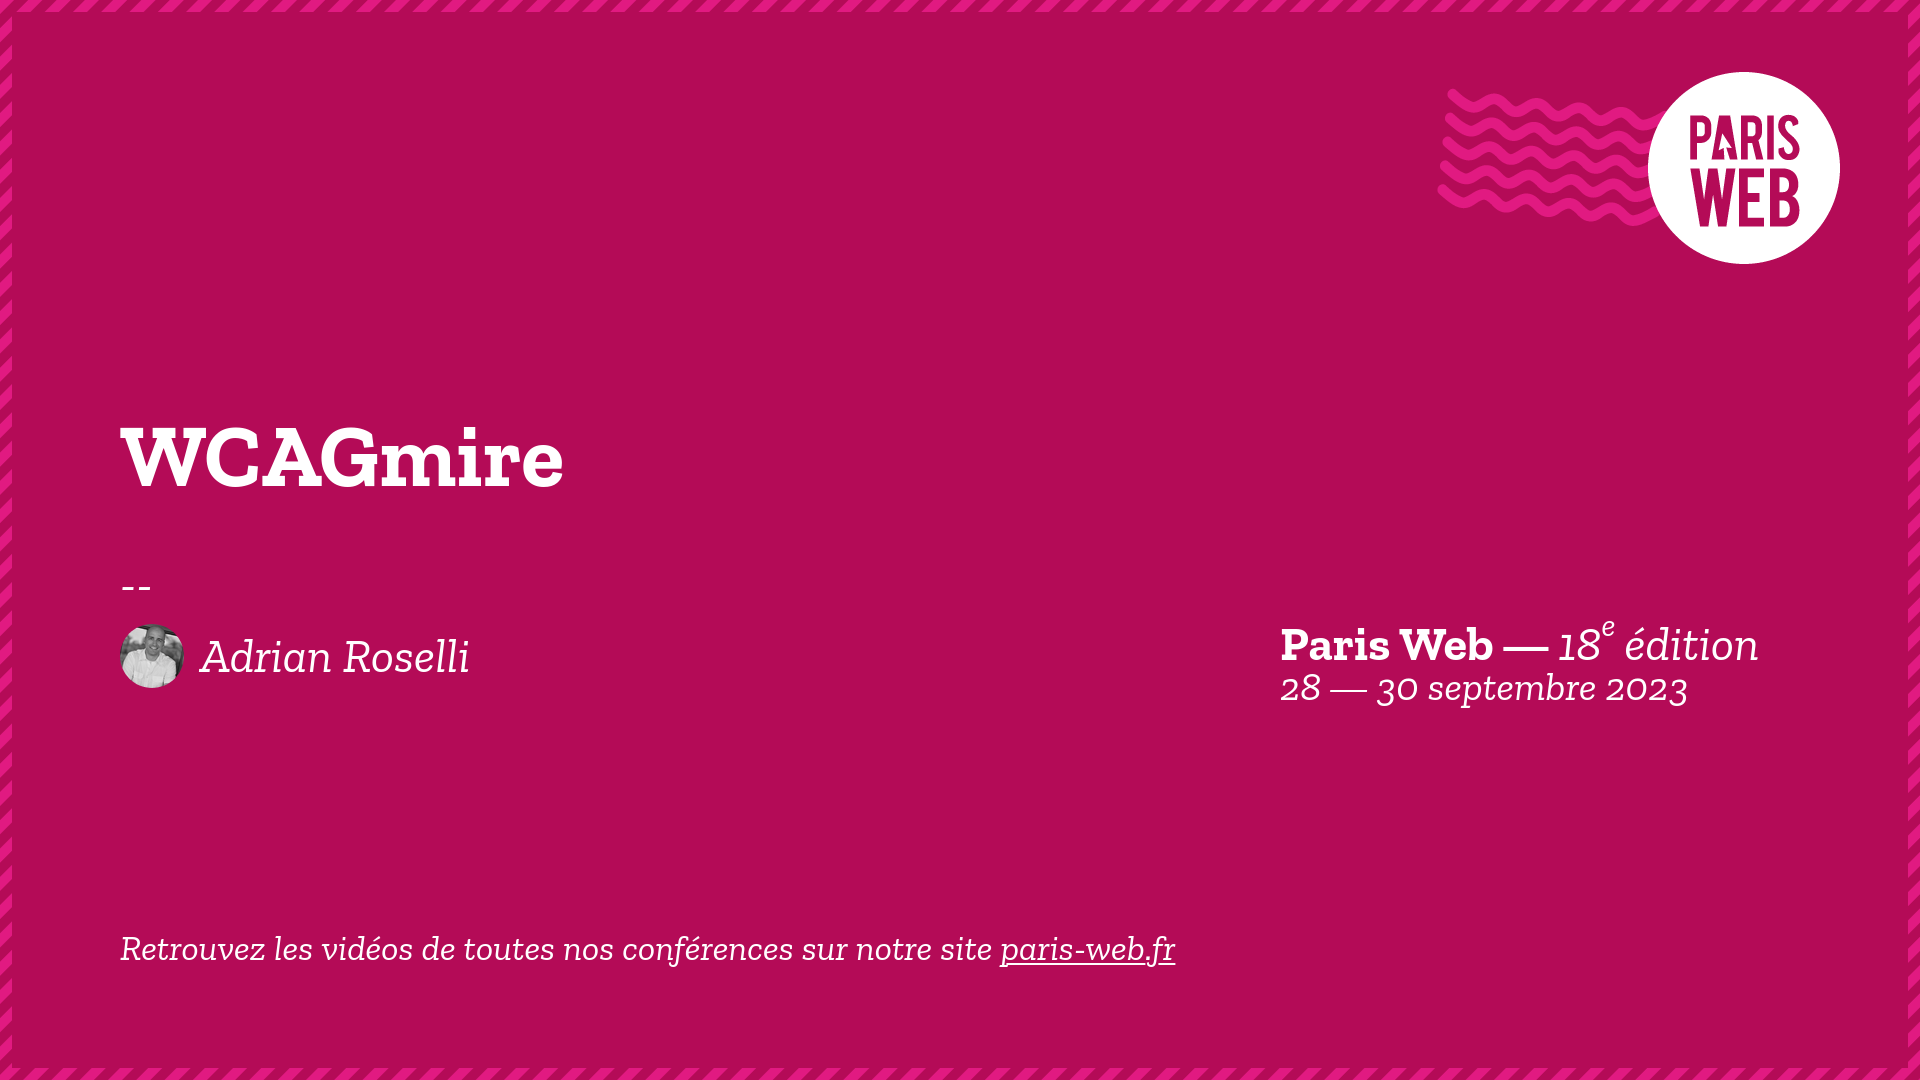 PARIS
WEB
WCAGmire
--
Adrian Roselli
Paris Web — 18e édition
28 — 30 septembre 2023
Retrouvez les vidéos de toutes nos conférences sur notre site paris-web.fr